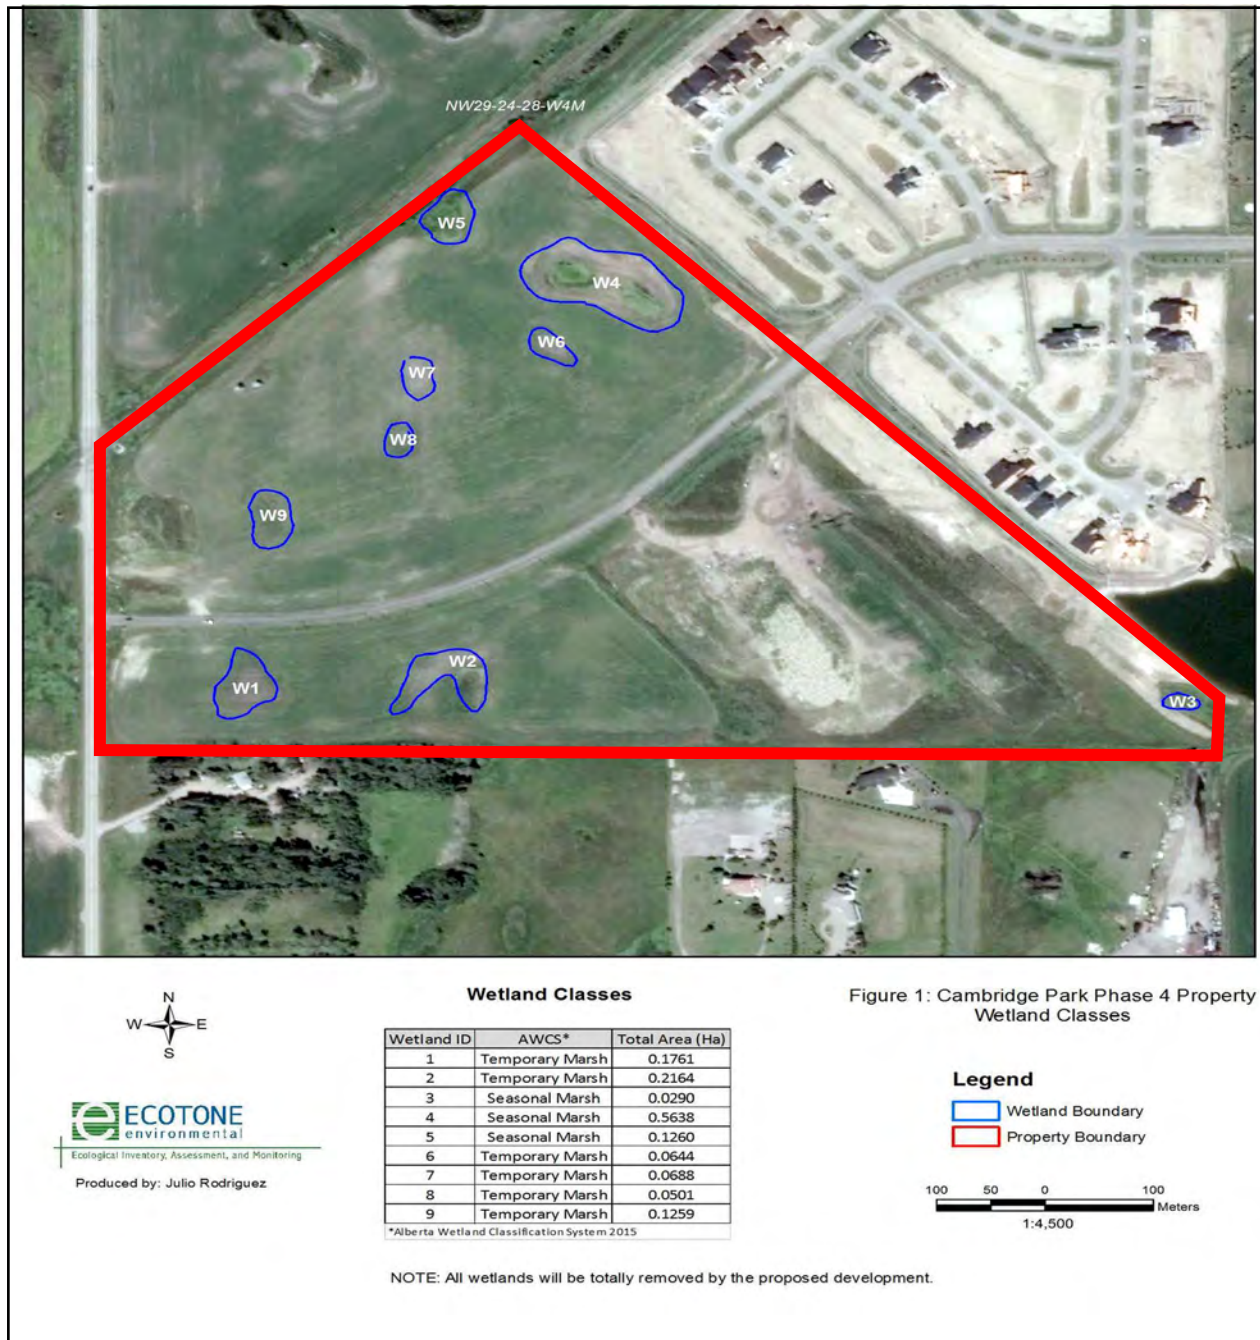 NW29-24-28-W4M
W5
W4
W6
W7
W8
W9
W2
W1
W3
N
W E
S
ECOTONE
environmental
Ecological Inventory, Assessment, and Monitoring
Produced by: Julio Rodriguez
Wetland Classes
Wetland ID AWCS* Total Area (Ha)
1 Temporary Marsh 0.1761
2 Temporary Marsh 0.2164
3 Seasonal Marsh 0.0290
4 Seasonal Marsh 0.5638
5 Seasonal Marsh 0.1260
6 Temporary Marsh 0.0644
7 Temporary Marsh 0.0688
8 Temporary Marsh 0.0501
9 Temporary Marsh 0.1259
*Alberta Wetland Classification System 2015
NOTE: All wetlands will be totally removed by the proposed development.
Figure 1: Cambridge Park Phase 4 Property
Wetland Classes
Legend
Wetland Boundary
Property Boundary
100 50 0 100
Meters
1:4,500